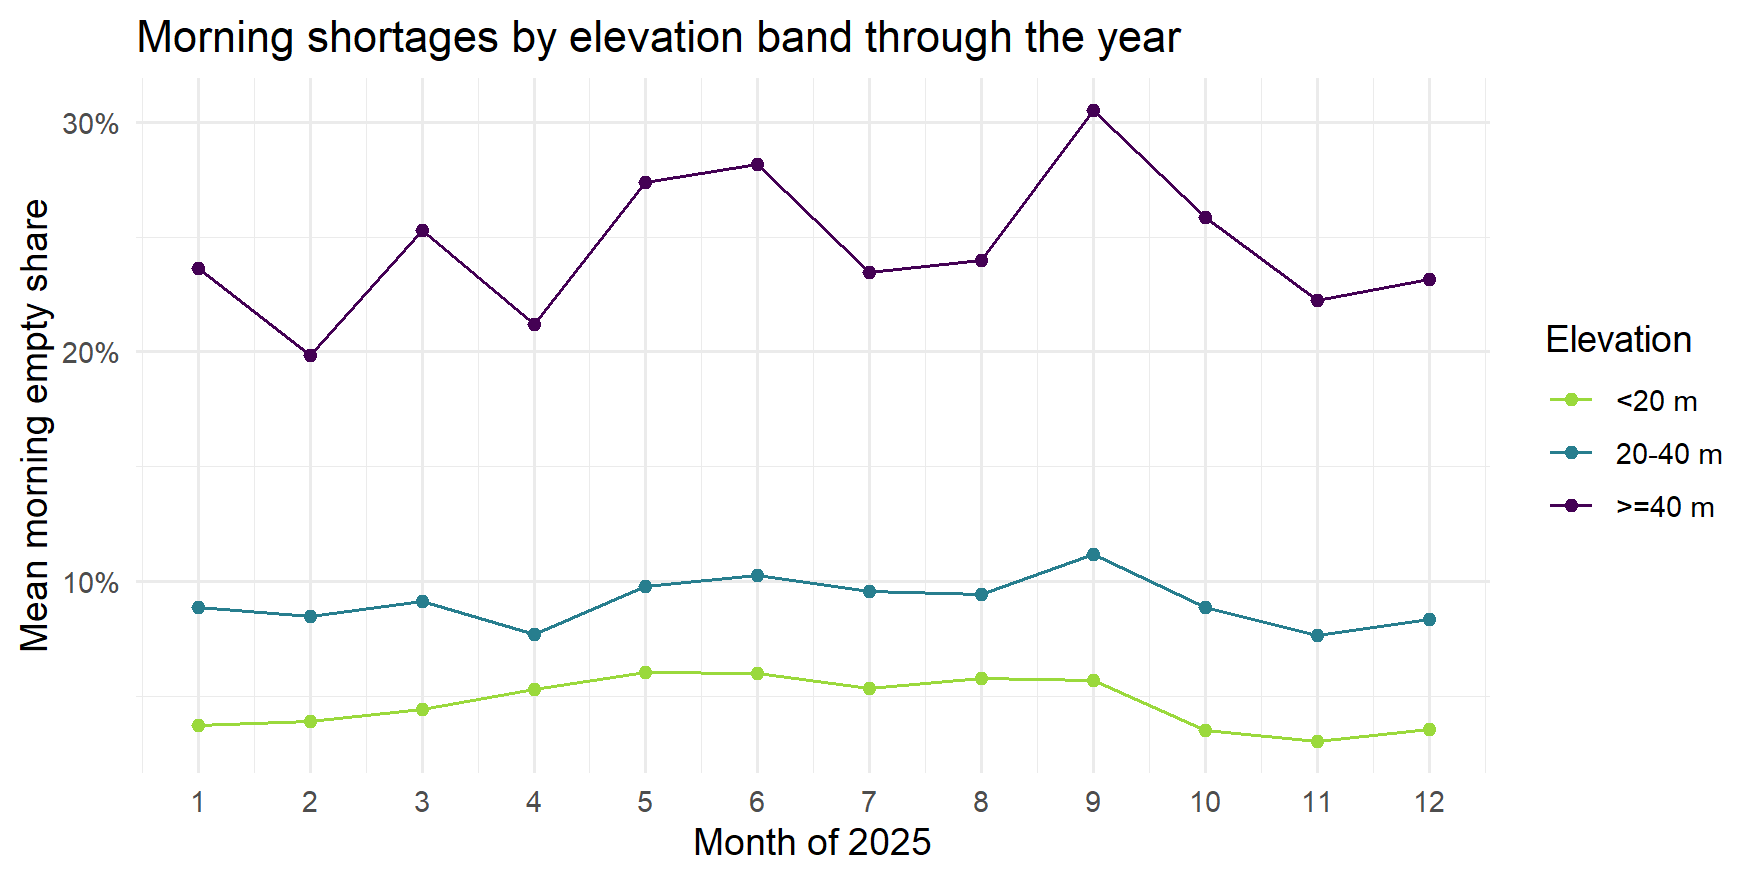 Morning shortages by elevation band through the year
Mean morning empty share
30%
20%
10%
1 2 3 4 5 6 7 8 9 10 11 12
Month of 2025
Elevation
<20 m
20-40 m
>=40 m